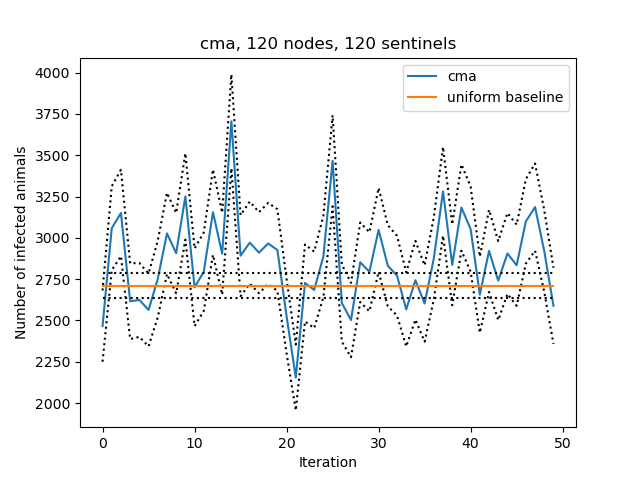 cma, 120 nodes, 120 sentinels
cma
uniform baseline
4000
3750
3500
3250
3000
2750
2500
2250
2000
Number of infected animals
0 10 20 30 40 50
Iteration